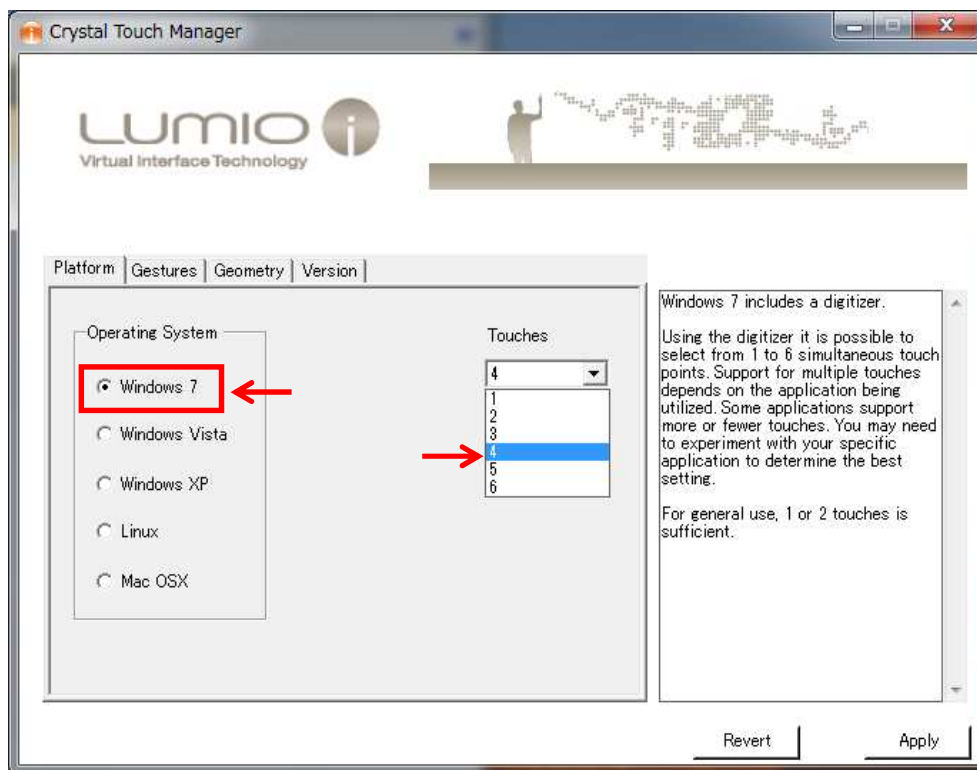 Crystal Touch Manager
LUMIO i
Virtual Interface Technology
Platform Gestures Geometry Version
Operating System
Windows 7
Windows Vista
Windows XP
Linux
Mac OSX
Touches
4
1
2
3
4
5
6
Windows 7 includes a digitizer.
Using the digitizer it is possible to
select from 1 to 6 simultaneous touch
points. Support for multiple touches
depends on the application being
utilized. Some applications support
more or fewer touches. You may need
to experiment with your specific
application to determine the best
setting.
For general use, 1 or 2 touches is
sufficient.
Revert Apply